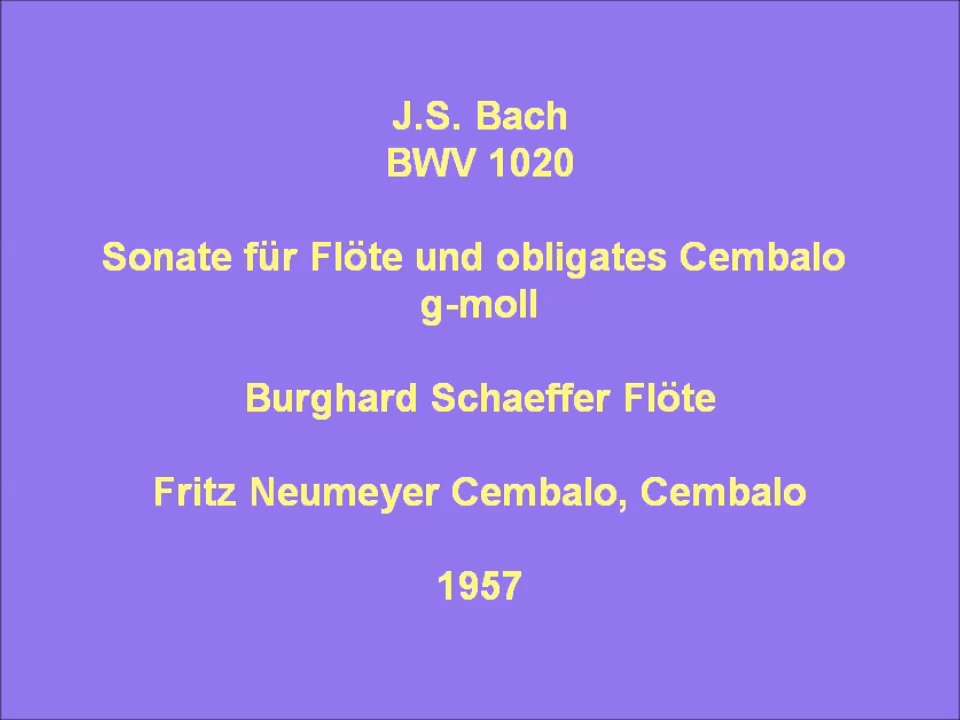 J.S. Bach
BWV 1020
Sonate für Flöte und obligates Cembalo
g-moll
Burghard Schaeffer Flöte
Fritz Neumeyer Cembalo, Cembalo
1957